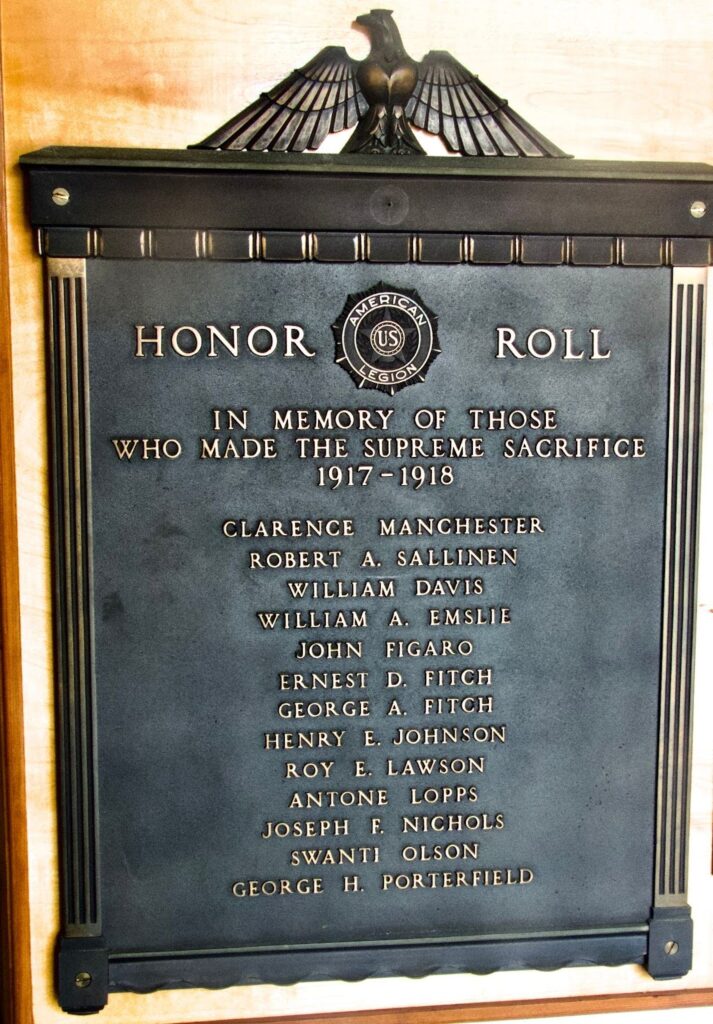 HONOR ROLL
AMERICAN
US
LEGION
IN MEMORY OF THOSE
WHO MADE THE SUPREME SACRIFICE
1917-1918
CLARENCE MANCHESTER
ROBERT A. SALLINEN
WILLIAM DAVIS
WILLIAM A. EMSLIE
JOHN FIGARO
ERNEST D. FITCH
GEORGE A. FITCH
HENRY E. JOHNSON
ROY E. LAWSON
ANTONE LOPPS
JOSEPH F. NICHOLS
SWANTI OLSON
GEORGE H. PORTERFIELD